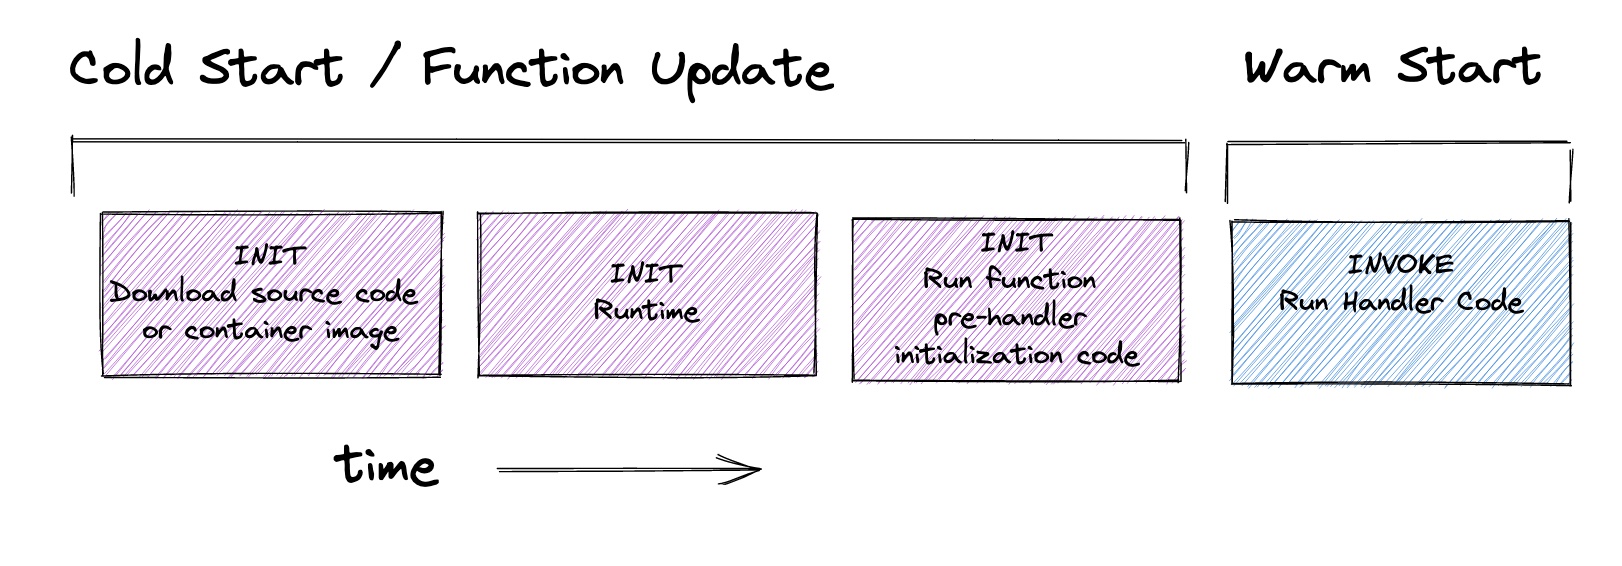 Cold Start / Function Update
Warm Start
INIT
Download source code
or container image
INIT
Runtime
INIT
Run function
pre-handler
initialization code
INVOKE
Run Handler Code
time